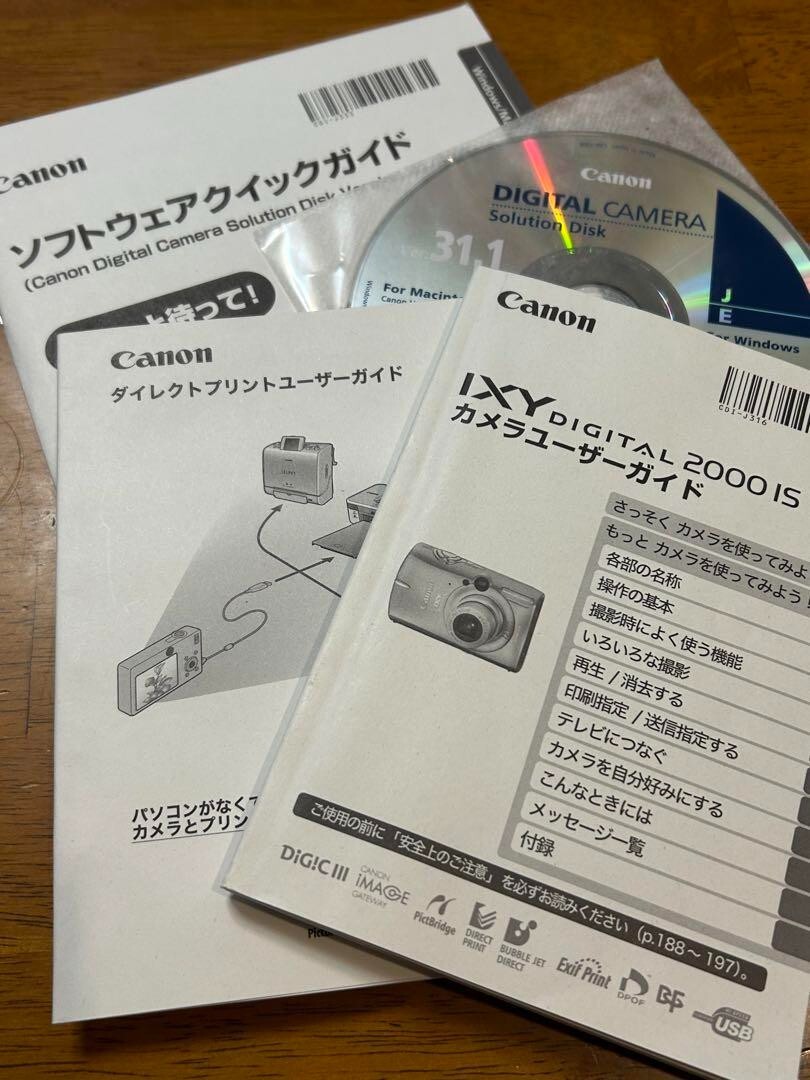 Canon
ソフトウェアクイックガイド
(Canon Digital Camera Solution Disk
Windows/
待って!
Canon
DIGITAL CAMERA
Solution Disk
31.1
For Macint
J
E
Windows
Canon
ダイレクトプリントユーザーガイド
CANON
SELPHY
パソコンがなくて
カメラとプリン
Canon
CDI-J316
IXY DIGITAL 2000 IS
カメラユーザーガイド
さっそく カメラを使ってみよ
もっと カメラを使ってみよう!
各部の名称
操作の基本
撮影時によく使う機能
いろいろな撮影
再生 / 消去する
印刷指定 / 送信指定する
テレビにつなぐ
カメラを自分好みにする
こんなときには
メッセージ一覧
付録
Canon
IXY
ご使用の前に「安全上のご注意」を必ずお読みください (p.188~197)。
DiGiC III
CANON iMAGE GATEWAY
PictBridge
DIRECT PRINT
BUBBLE JET DIRECT
Exif Print
DPOF
USB